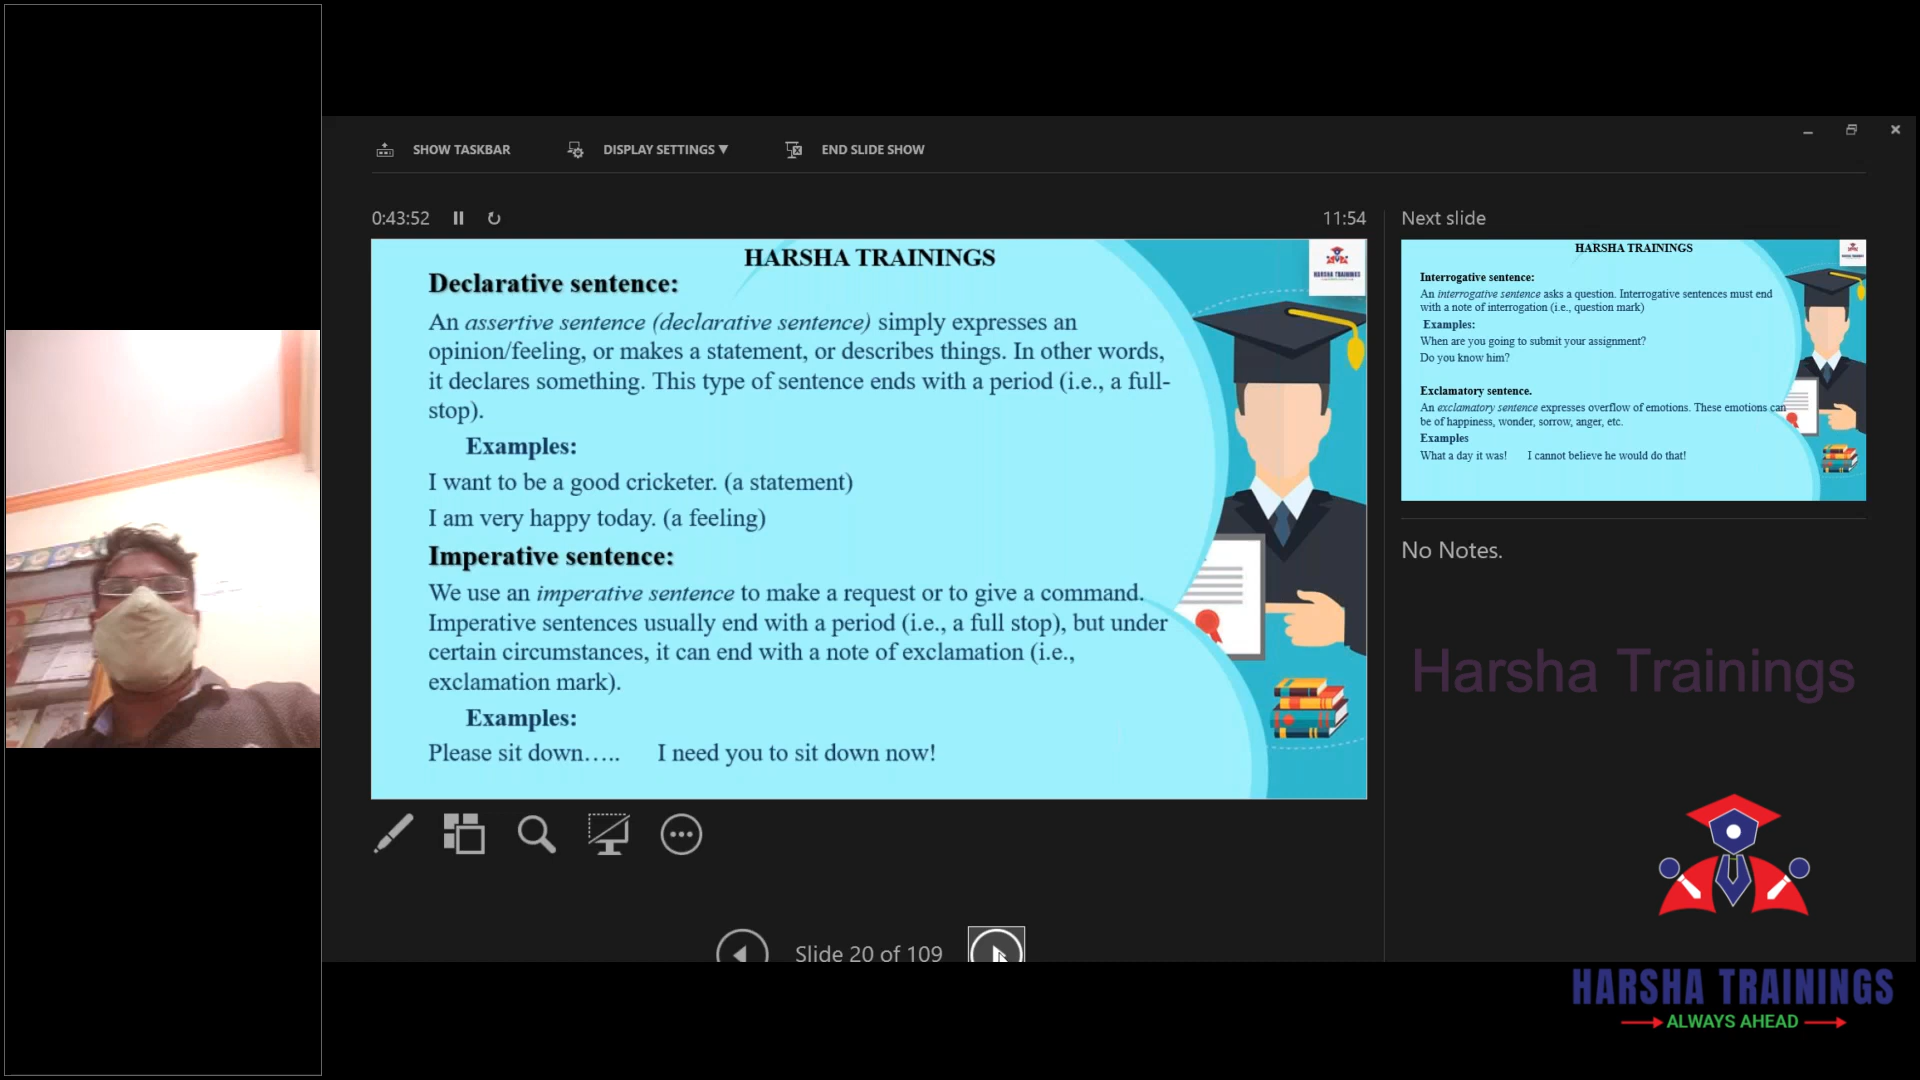 SHOW TASKBAR
DISPLAY SETTINGS ▼
END SLIDE SHOW
0:43:52
11:54
HARSHA TRAININGS
HARSHA TRAININGS
Declarative sentence:
An assertive sentence (declarative sentence) simply expresses an
opinion/feeling, or makes a statement, or describes things. In other words,
it declares something. This type of sentence ends with a period (i.e., a full-
stop).
Examples:
I want to be a good cricketer. (a statement)
I am very happy today. (a feeling)
Imperative sentence:
We use an imperative sentence to make a request or to give a command.
Imperative sentences usually end with a period (i.e., a full stop), but under
certain circumstances, it can end with a note of exclamation (i.e.,
exclamation mark).
Examples:
Please sit down….. I need you to sit down now!
Slide 20 of 109
Next slide
HARSHA TRAININGS
Interrogative sentence:
An interrogative sentence asks a question. Interrogative sentences must end
with a note of interrogation (i.e., question mark)
Examples:
When are you going to submit your assignment?
Do you know him?
Exclamatory sentence.
An exclamatory sentence expresses overflow of emotions. These emotions can
be of happiness, wonder, sorrow, anger, etc.
Examples
What a day it was! I cannot believe he would do that!
No Notes.
Harsha Trainings
HARSHA TRAININGS
ALWAYS AHEAD